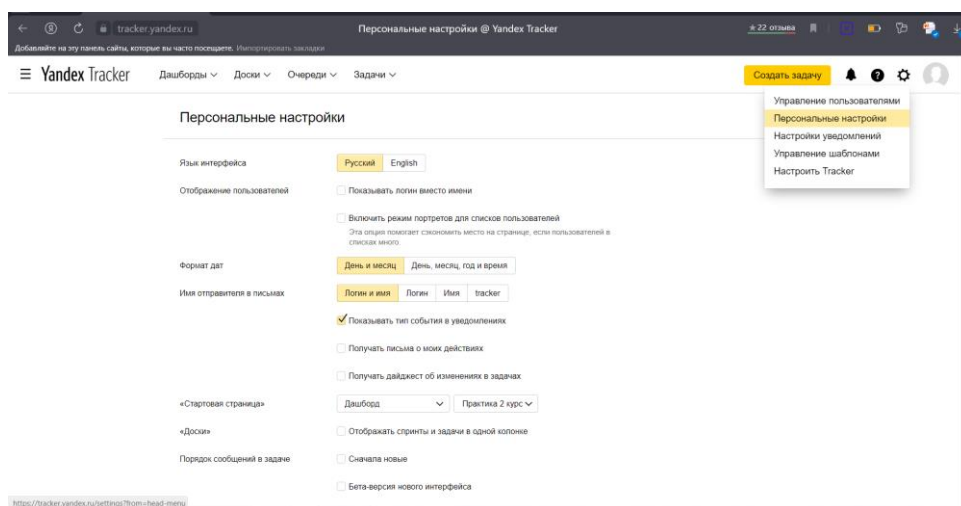 tracker.yandex.ru
Персональные настройки @ Yandex Tracker
★22 отзыва
Добавляйте на эту панель сайты, которые вы часто посещаете. Импортировать закладки
Yandex Tracker
Дашборды
Доски
Очереди
Задачи
Создать задачу
Управление пользователями
Персональные настройки
Настройки уведомлений
Управление шаблонами
Настроить Tracker
Персональные настройки
Язык интерфейса
Русский English
Отображение пользователей
Показывать логин вместо имени
Включить режим портретов для списков пользователей
Эта опция помогает сэкономить место на странице, если пользователей в
списках много.
Формат дат
День и месяц День, месяц, год и время
Имя отправителя в письмах
Логин и имя Логин Имя tracker
Показывать тип события в уведомлениях
Получать письма о моих действиях
Получать дайджест об изменениях в задачах
«Стартовая страница»
Дашборд Практика 2 курс
«Доски»
Отображать спринты и задачи в одной колонке
Порядок сообщений в задаче
Сначала новые
Бета-версия нового интерфейса
https://tracker.yandex.ru/settings?from=head-menu